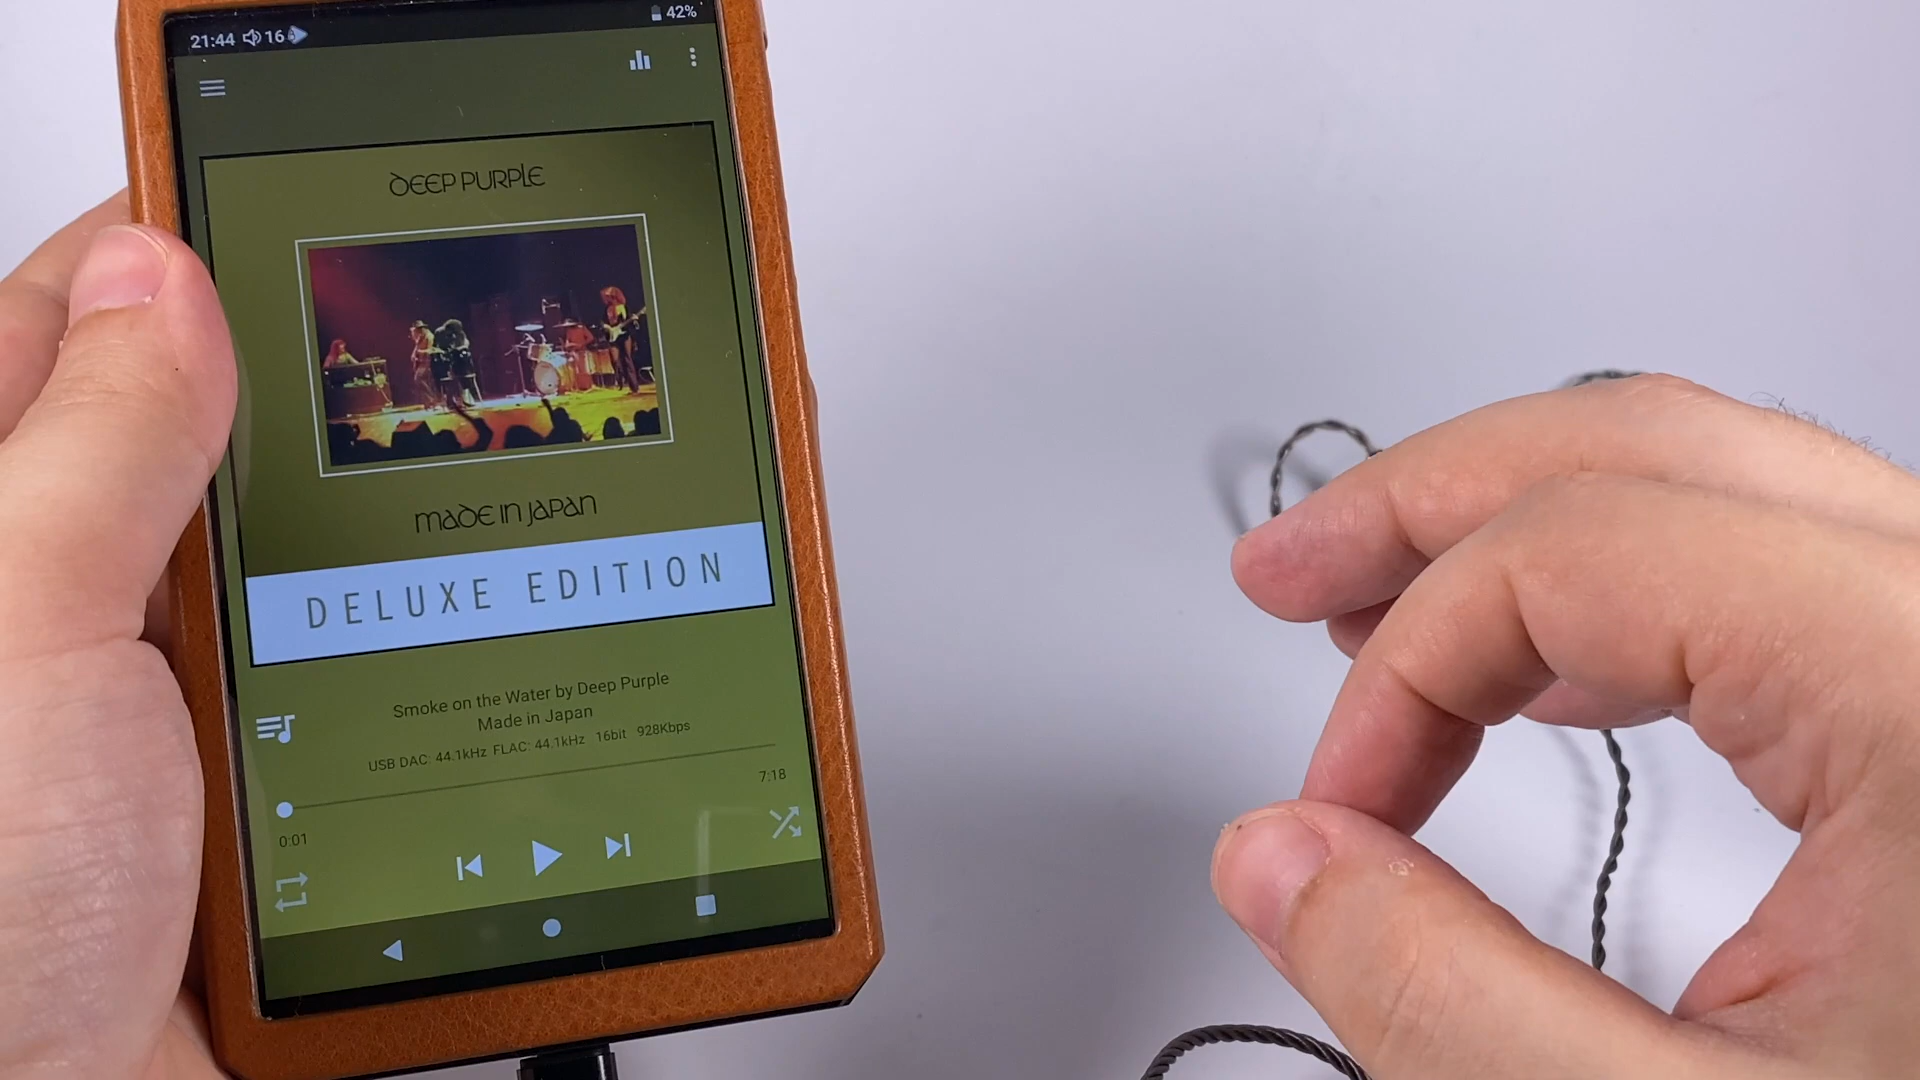 21:44 16 42%
DEEP PURPLE
MADE IN JAPAN
DELUXE EDITION
Smoke on the Water by Deep Purple
Made in Japan
USB DAC: 44.1kHz FLAC: 44.1kHz 16bit 928Kbps
7:18
0:01